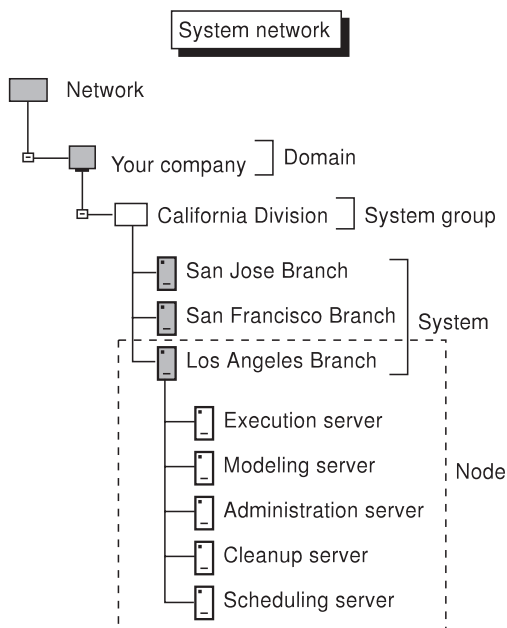 System network
Network
Your company
Domain
California Division
System group
San Jose Branch
San Francisco Branch
System
Los Angeles Branch
Execution server
Modeling server
Node
Administration server
Cleanup server
Scheduling server